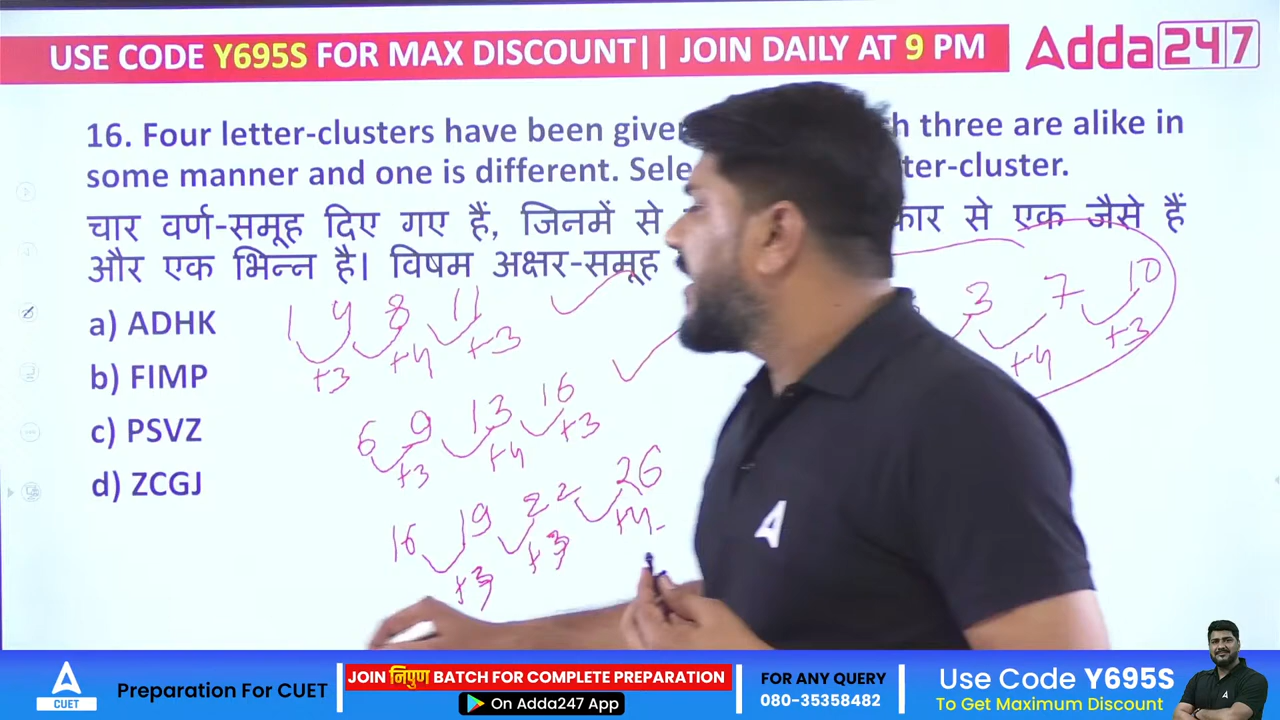 USE CODE Y695S FOR MAX DISCOUNT|| JOIN DAILY AT 9 PM
Adda247
16. Four letter-clusters have been given three are alike in
some manner and one is different. ter-cluster.
चार वर्ण-समूह दिए गए हैं, जिनमें से एक जैसे हैं
और एक भिन्न है। विषम अक्षर-समूह
1 4 8 11
+3 +4 +3
3 7 10
+4 +3
a) ADHK
b) FIMP
6 9 13 16
+3 +4 +3
c) PSVZ
d) ZCGJ
16 19 22 26
+3 +3 +4
CUET
Preparation For CUET
JOIN निपुण BATCH FOR COMPLETE PREPARATION
On Adda247 App
FOR ANY QUERY
080-35358482
Use Code Y695S
To Get Maximum Discount